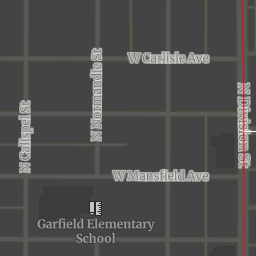 W Carlisle Ave
N Normandie St
N Division St
N Calispel St
W Mansfield Ave
Garfield Elementary
School